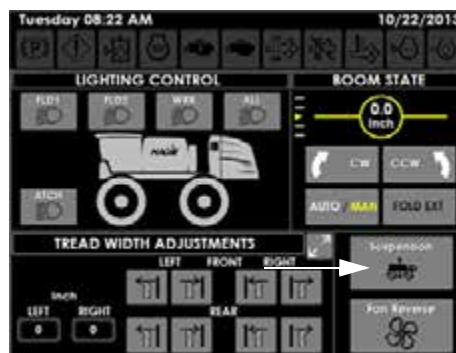 Tuesday 08:22 AM 10/22/2013
(P)
LIGHTING CONTROL
BOOM STATE
FLD1 FLD2 WRK ALL
0.0
Inch
CW CCW
ATCH
AUTO / MAN FOLD EXT
TREAD WIDTH ADJUSTMENTS
Suspension
LEFT FRONT RIGHT
Inch
LEFT RIGHT
REAR
0 0
Fan Reverse